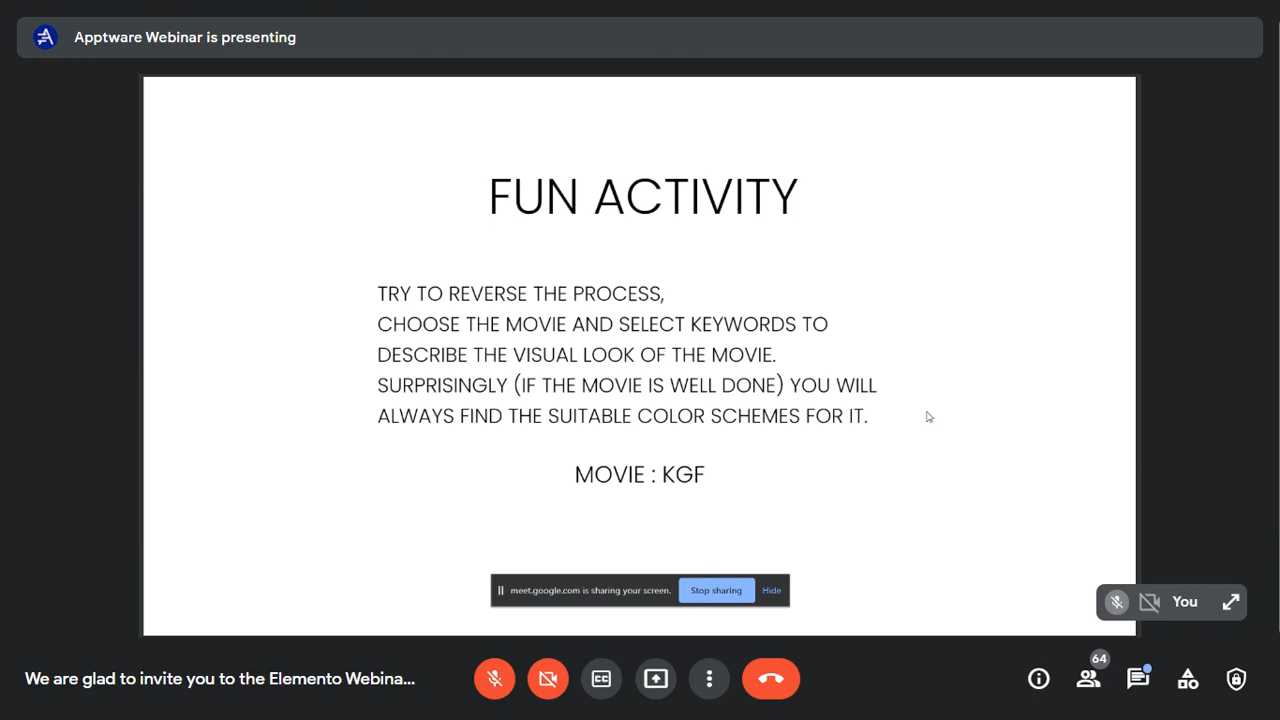 Apptware Webinar is presenting
FUN ACTIVITY
TRY TO REVERSE THE PROCESS,
CHOOSE THE MOVIE AND SELECT KEYWORDS TO
DESCRIBE THE VISUAL LOOK OF THE MOVIE.
SURPRISINGLY (IF THE MOVIE IS WELL DONE) YOU WILL
ALWAYS FIND THE SUITABLE COLOR SCHEMES FOR IT.
MOVIE : KGF
meet.google.com is sharing your screen. Stop sharing Hide
You
We are glad to invite you to the Elemento Webina...
CC
64